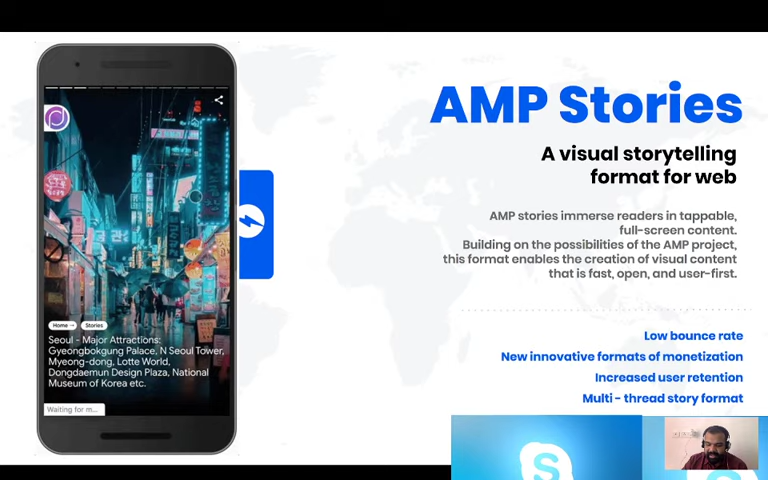 AMP Stories
A visual storytelling
format for web
AMP stories immerse readers in tappable,
full-screen content.
Building on the possibilities of the AMP project,
this format enables the creation of visual content
that is fast, open, and user-first.
Low bounce rate
New innovative formats of monetization
Increased user retention
Multi - thread story format
Home → Stories
Seoul - Major Attractions:
Gyeongbokgung Palace, N Seoul Tower,
Myeong-dong, Lotte World,
Dongdaemun Design Plaza, National
Museum of Korea etc.
Waiting for m...
S